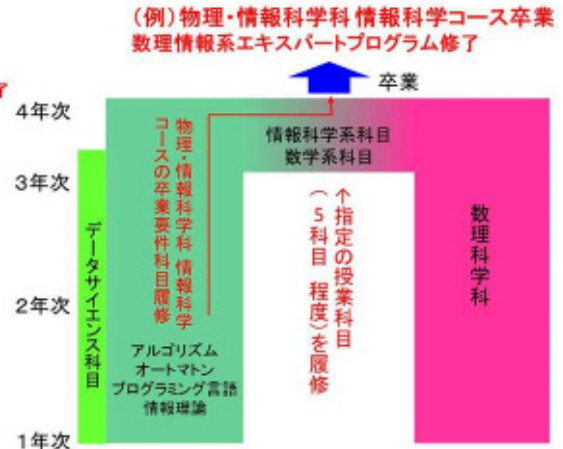 (例)物理・情報科学科 情報科学コース卒業
数理情報系エキスパートプログラム修了
卒業
4年次
3年次
2年次
1年次
データサイエンス科目
物理・情報科学科 情報科学
コースの卒業要件科目履修
アルゴリズム
オートマトン
プログラミング言語
情報理論
情報科学系科目
数学系科目
↑指定の授業科目
(5科目 程度)を履修
数理科学科